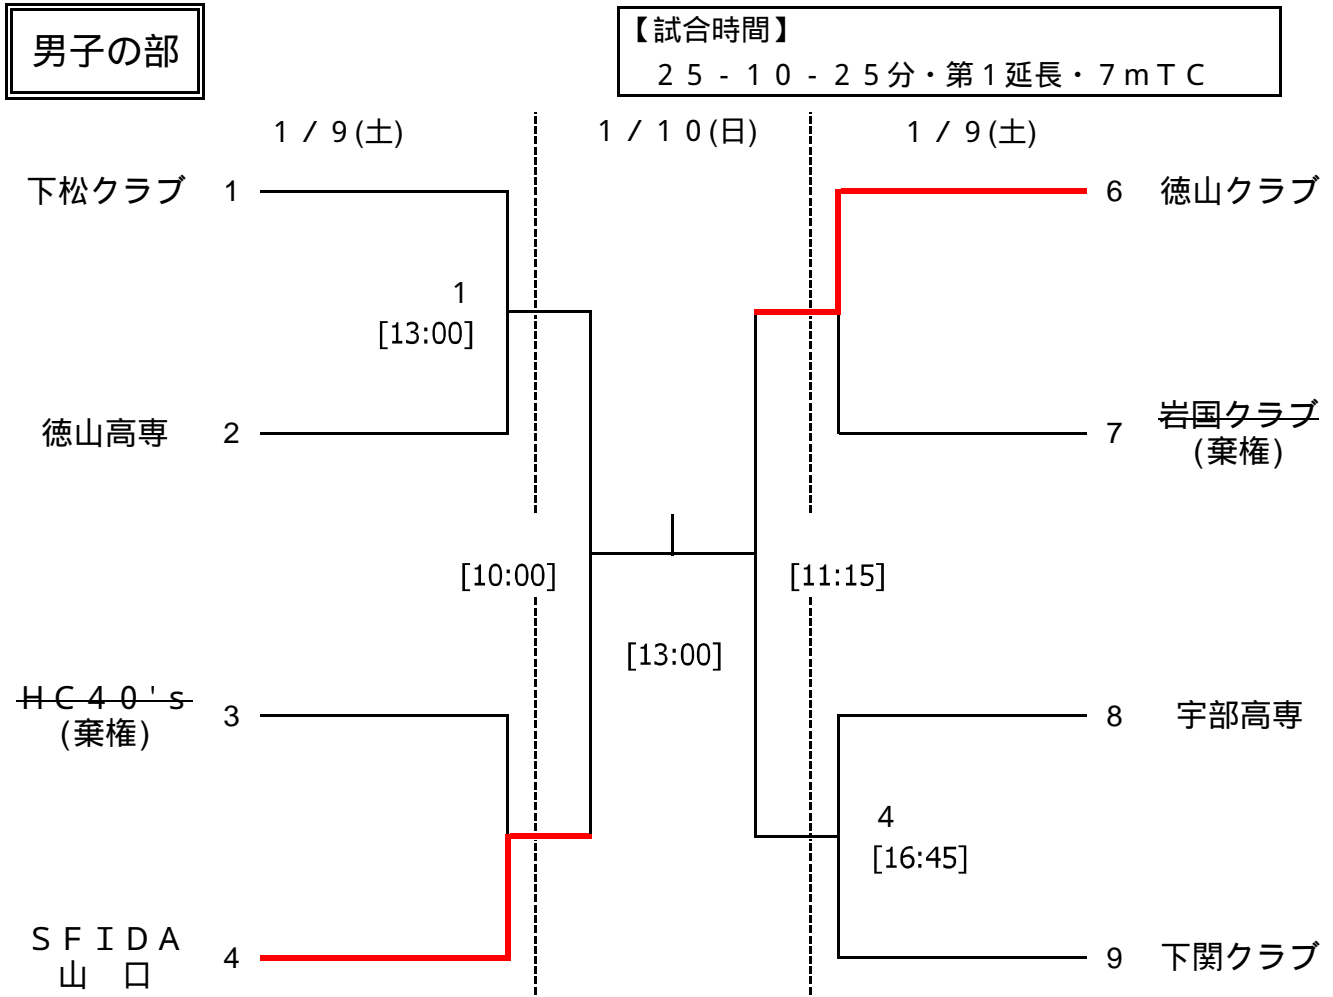 男子の部
【試合時間】
２５-１０-２５分・第１延長・７ｍＴＣ
１/９(土)
１/１０(日)
１/９(土)
下松クラブ 1
6 徳山クラブ
1
[13:00]
徳山高専 2
7 岩国クラブ
(棄権)
[10:00]
[11:15]
[13:00]
ＨＣ４０'ｓ
(棄権)
3
8 宇部高専
4
[16:45]
ＳＦＩＤＡ
山　口
4
9 下関クラブ